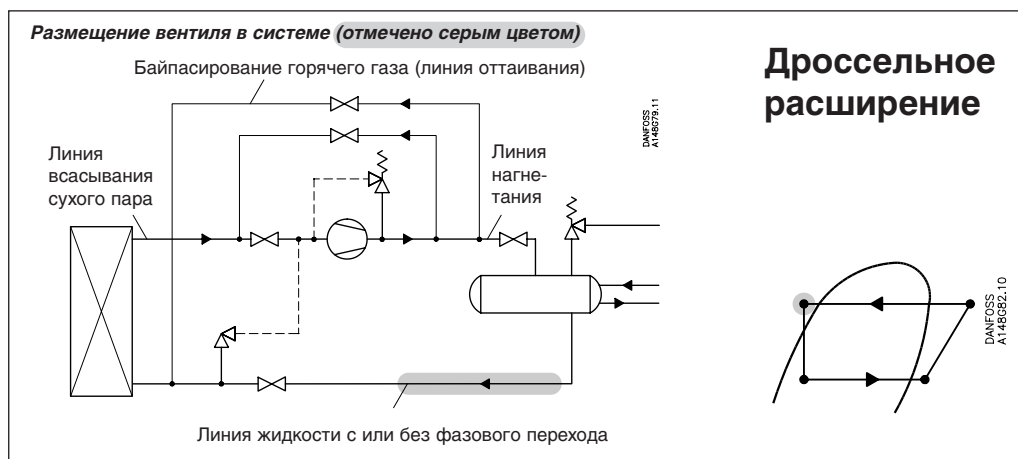 Размещение вентиля в системе (отмечено серым цветом)
Байпасирование горячего газа (линия оттаивания)
Дроссельное
расширение
DANFOSS
A148G79.11
Линия
всасывания
сухого пара
Линия
нагне-
тания
DANFOSS
A148G82.10
Линия жидкости с или без фазового перехода